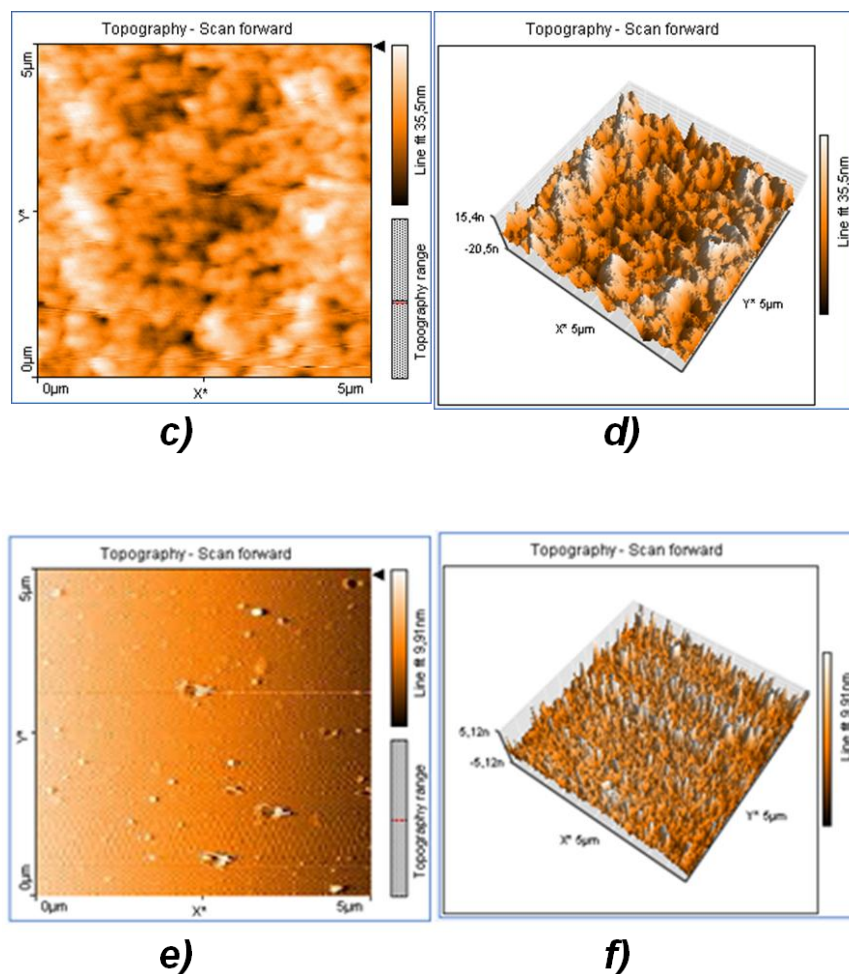 Topography - Scan forward
5µm
Y*
0µm
0µm
X*
5µm
Line fit 35,5nm
Topography range
c)
Topography - Scan forward
15,4n
-20,5n
X* 5µm
Y* 5µm
Line fit 35,5nm
d)
Topography - Scan forward
5µm
Y*
0µm
0µm
X*
5µm
Line fit 9,91nm
Topography range
e)
Topography - Scan forward
5,12n
-5,12n
X* 5µm
Y* 5µm
Line fit 9,91nm
f)